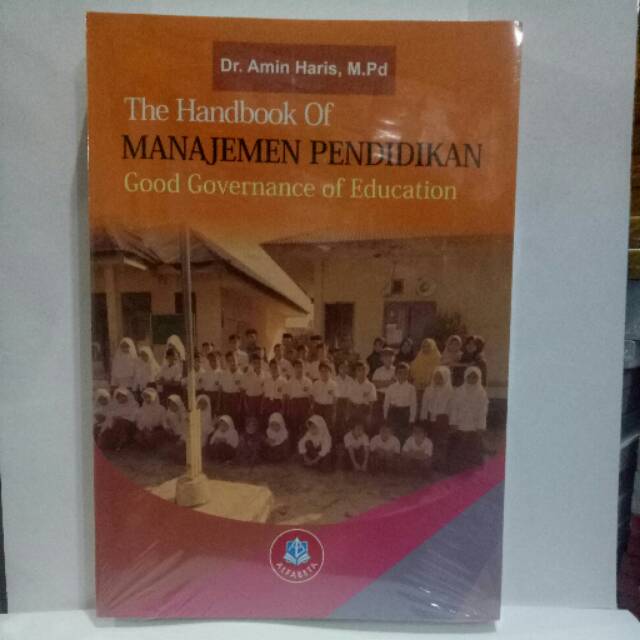 Dr. Amin Haris, M.Pd
The Handbook Of
MANAJEMEN PENDIDIKAN
Good Governance of Education
ALFABETA